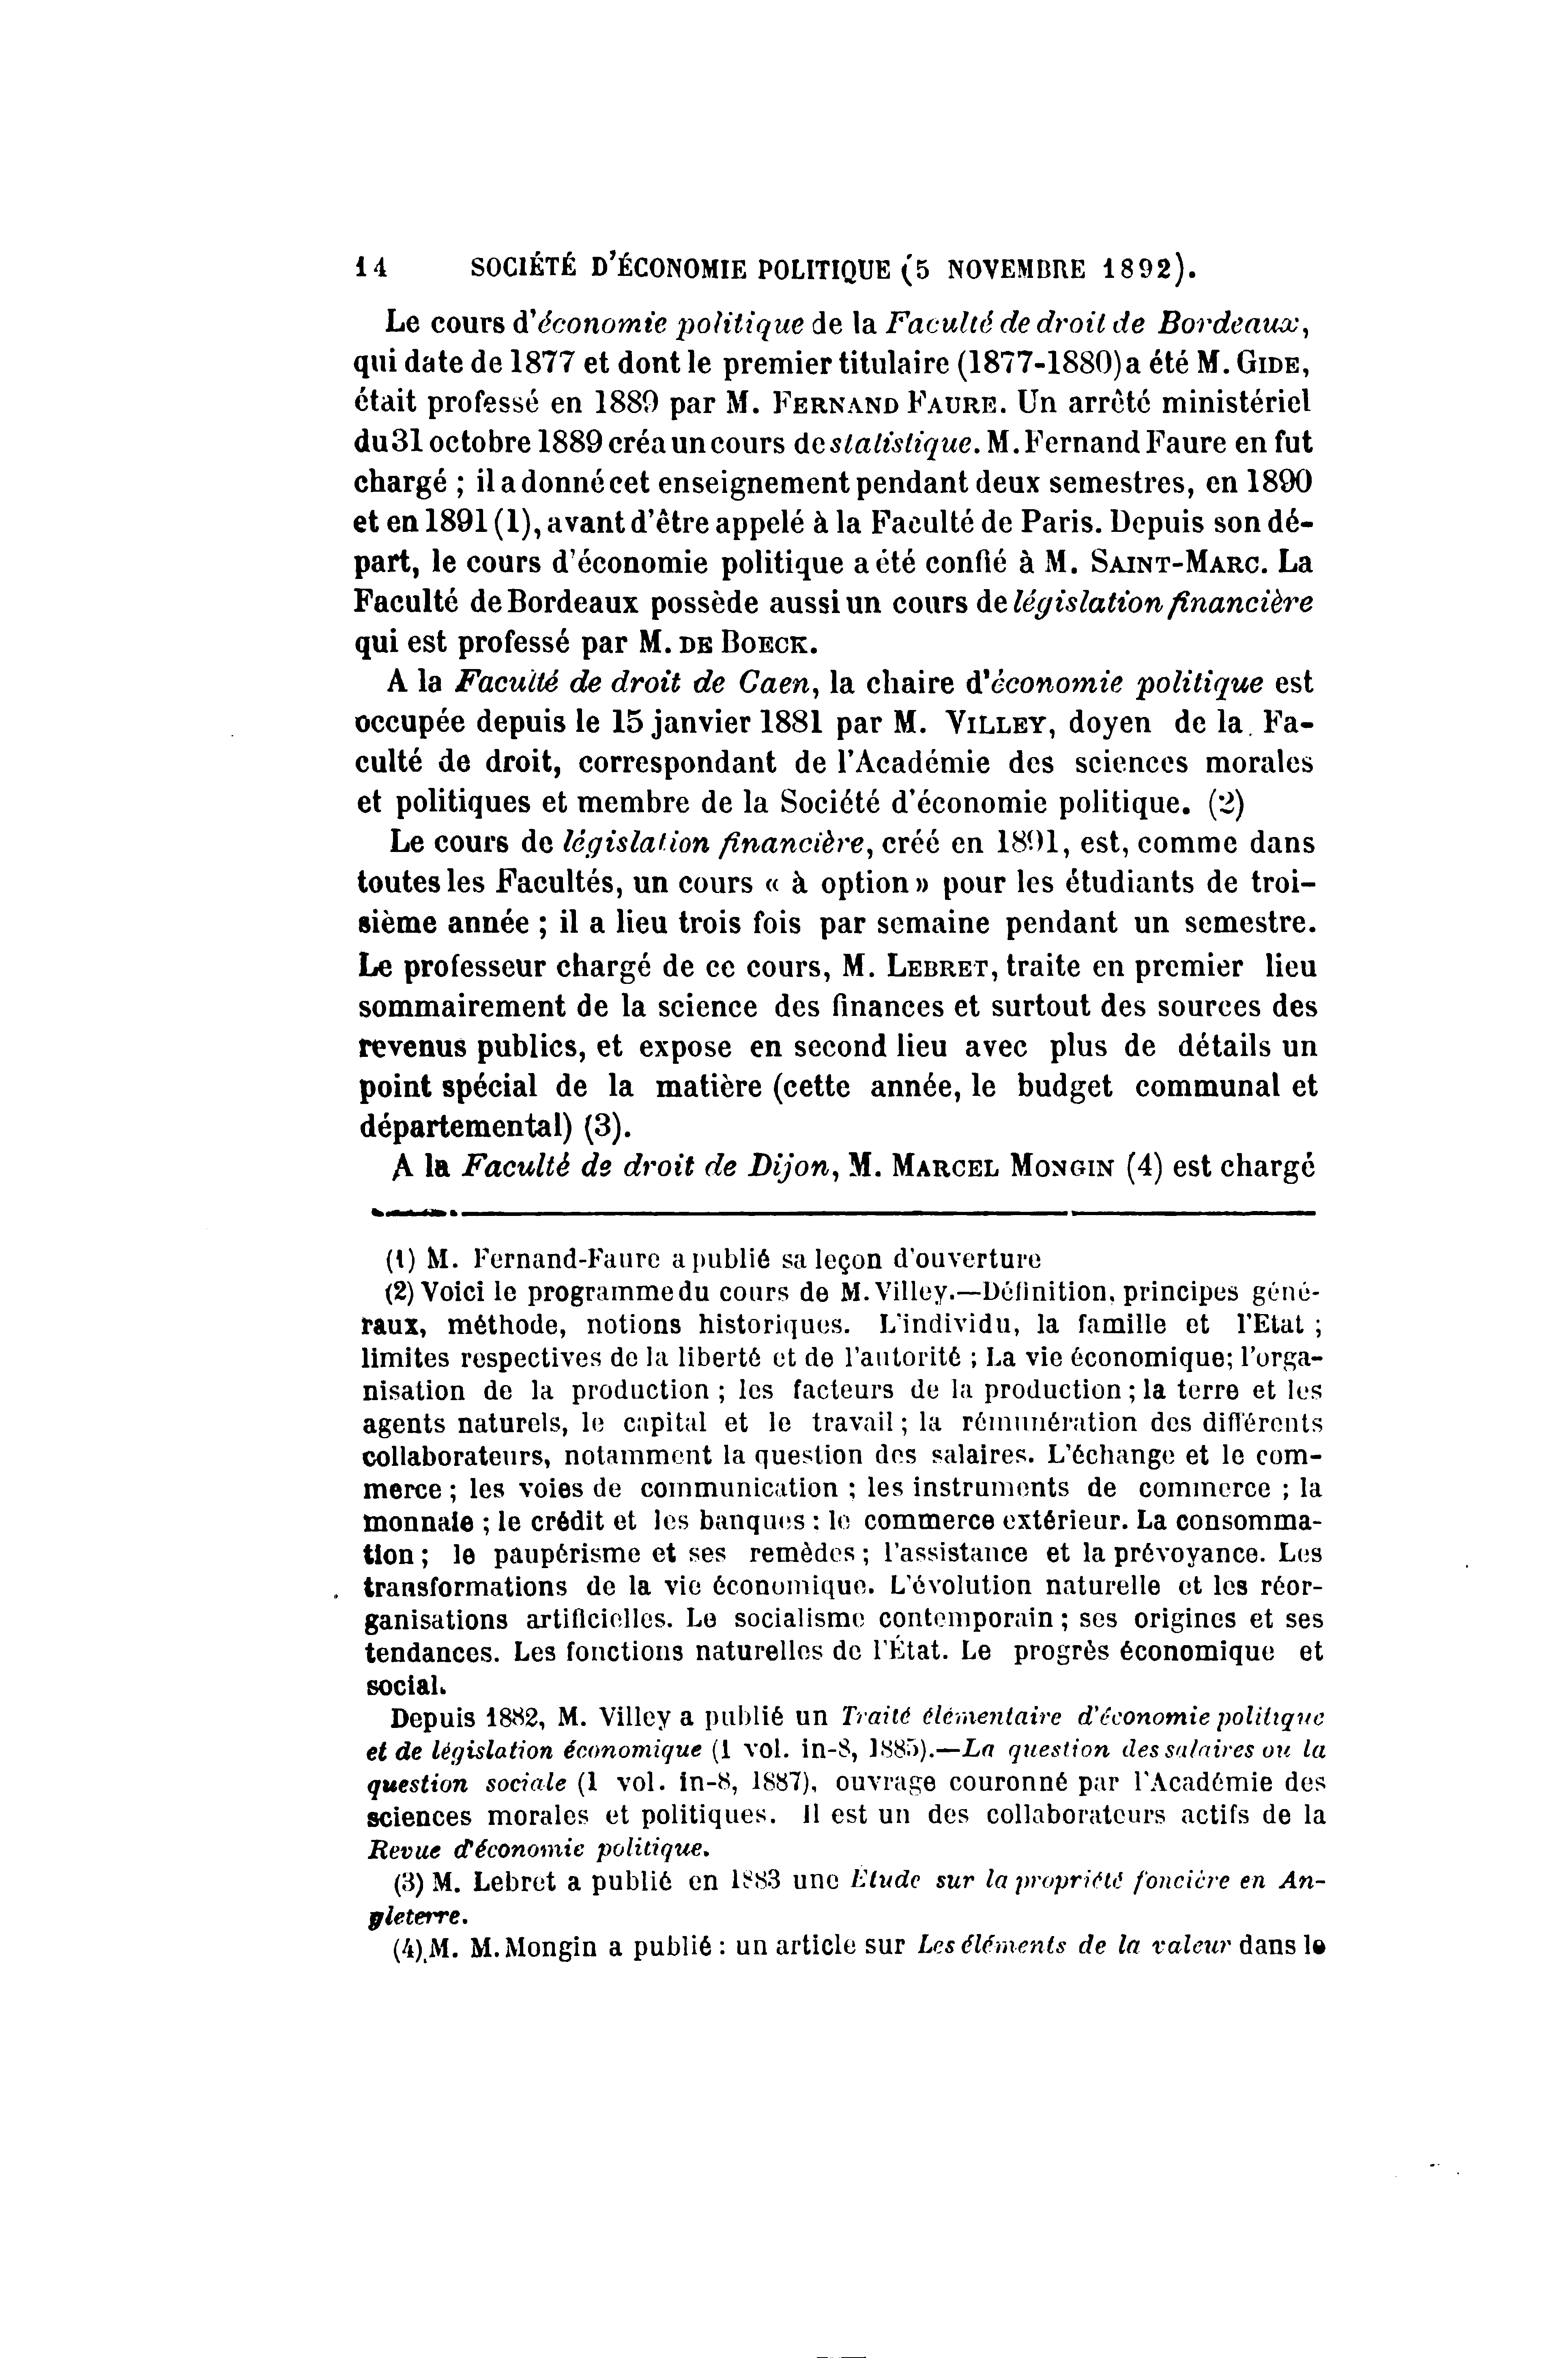 14 SOCIÉTÉ D'ÉCONOMIE POLITIQUE (5 NOVEMBRE 1892).
Le cours d'économie politique de la Faculté de droit de Bordeaux,
qui date de 1877 et dont le premier titulaire (1877-1880) a été M. GIDE,
était professé en 1889 par M. FERNAND FAURE. Un arrêté ministériel
du 31 octobre 1889 créa un cours de statistique. M. Fernand Faure en fut
chargé ; il a donné cet enseignement pendant deux semestres, en 1890
et en 1891 (1), avant d'être appelé à la Faculté de Paris. Depuis son dé-
part, le cours d'économie politique a été confié à M. SAINT-MARC. La
Faculté de Bordeaux possède aussi un cours de législation financière
qui est professé par M. DE BOECK.
A la Faculté de droit de Caen, la chaire d'économie politique est
occupée depuis le 15 janvier 1881 par M. VILLEY, doyen de la Fa-
culté de droit, correspondant de l'Académie des sciences morales
et politiques et membre de la Société d'économie politique. (2)
Le cours de législation financière, créé en 1891, est, comme dans
toutes les Facultés, un cours « à option » pour les étudiants de troi-
sième année ; il a lieu trois fois par semaine pendant un semestre.
Le professeur chargé de ce cours, M. LEBRET, traite en premier lieu
sommairement de la science des finances et surtout des sources des
revenus publics, et expose en second lieu avec plus de détails un
point spécial de la matière (cette année, le budget communal et
départemental) (3).
A la Faculté de droit de Dijon, M. MARCEL MONGIN (4) est chargé
(1) M. Fernand-Faure a publié sa leçon d'ouverture
(2) Voici le programme du cours de M. Villey.—Définition, principes géné-
raux, méthode, notions historiques. L'individu, la famille et l'Etat ;
limites respectives de la liberté et de l'autorité ; La vie économique; l'orga-
nisation de la production ; les facteurs de la production ; la terre et les
agents naturels, le capital et le travail ; la rémunération des différents
collaborateurs, notamment la question des salaires. L'échange et le com-
merce ; les voies de communication ; les instruments de commerce ; la
monnaie ; le crédit et les banques : le commerce extérieur. La consomma-
tion ; le paupérisme et ses remèdes ; l'assistance et la prévoyance. Les
transformations de la vie économique. L'évolution naturelle et les réor-
ganisations artificielles. Le socialisme contemporain ; ses origines et ses
tendances. Les fonctions naturelles de l'État. Le progrès économique et
social.
Depuis 1882, M. Villey a publié un Traité élémentaire d'économie politique
et de législation économique (1 vol. in-8, 1885).—La question des salaires ou la
question sociale (1 vol. in-8, 1887), ouvrage couronné par l'Académie des
sciences morales et politiques. Il est un des collaborateurs actifs de la
Revue d'économie politique.
(3) M. Lebret a publié en 1883 une Etude sur la propriété foncière en An-
gleterre.
(4) M. M. Mongin a publié : un article sur Les éléments de la valeur dans le